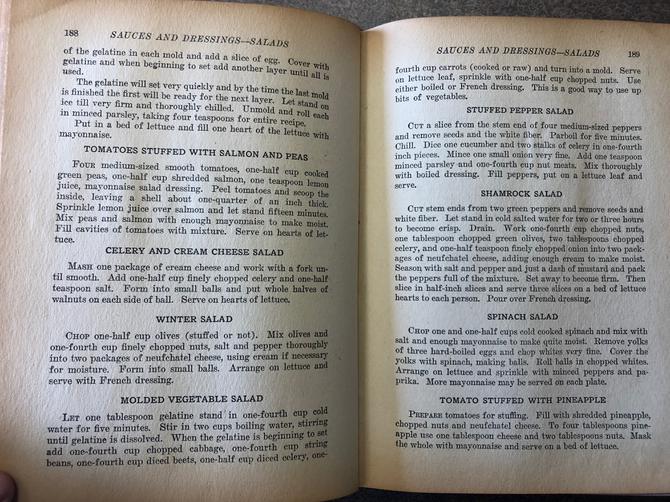 188
SAUCES AND DRESSINGS—SALADS
of the gelatine in each mold and add a slice of egg. Cover with
gelatine and when beginning to set add another layer until all is
used.
The gelatine will set very quickly and by the time the last mold
is finished the first will be ready for the next layer. Let stand on
ice till very firm and thoroughly chilled. Unmold and roll each
in minced parsley, taking four teaspoons for entire recipe.
Put in a bed of lettuce and fill one heart of the lettuce with
mayonnaise.
TOMATOES STUFFED WITH SALMON AND PEAS
FOUR medium-sized smooth tomatoes, one-half cup cooked
green peas, one-half cup shredded salmon, one teaspoon lemon
juice, mayonnaise salad dressing. Peel tomatoes and scoop the
inside, leaving a shell about one-quarter of an inch thick.
Sprinkle lemon juice over salmon and let stand fifteen minutes.
Mix peas and salmon with enough mayonnaise to make moist.
Fill cavities of tomatoes with mixture. Serve on hearts of let-
tuce.
CELERY AND CREAM CHEESE SALAD
MASH one package of cream cheese and work with a fork un-
til smooth. Add one-half cup finely chopped celery and one-half
teaspoon salt. Form into small balls and put whole halves of
walnuts on each side of ball. Serve on hearts of lettuce.
WINTER SALAD
CHOP one-half cup olives (stuffed or not). Mix olives and
one-fourth cup finely chopped nuts, salt and pepper thoroughly
into two packages of neufchatel cheese, using cream if necessary
for moisture. Form into small balls. Arrange on lettuce and
serve with French dressing.
MOLDED VEGETABLE SALAD
LET one tablespoon gelatine stand in one-fourth cup cold
water for five minutes. Stir in two cups boiling water, stirring
until gelatine is dissolved. When the gelatine is beginning to set
add one-fourth cup chopped cabbage, one-fourth cup string
beans, one-fourth cup diced beets, one-half cup diced celery, one-
SAUCES AND DRESSINGS—SALADS
189
fourth cup carrots (cooked or raw) and turn into a mold. Serve
on lettuce leaf, sprinkle with one-half cup chopped nuts. Use
either boiled or French dressing. This is a good way to use up
bits of vegetables.
STUFFED PEPPER SALAD
CUT a slice from the stem end of four medium-sized peppers
and remove seeds and the white fiber. Parboil for five minutes.
Chill. Dice one cucumber and two stalks of celery in one-fourth
inch pieces. Mince one small onion very fine. Add one teaspoon
minced parsley and one-fourth cup nut meats. Mix thoroughly
with boiled dressing. Fill peppers, put on a lettuce leaf and
serve.
SHAMROCK SALAD
CUT stem ends from two green peppers and remove seeds and
white fiber. Let stand in cold salted water for two or three hours
to become crisp. Drain. Work one-fourth cup chopped nuts,
one tablespoon chopped green olives, two tablespoons chopped
celery, and one-half teaspoon finely chopped onion into two pack-
ages of neufchatel cheese, adding enough cream to make moist.
Season with salt and pepper and just a dash of mustard and pack
the peppers full of the mixture. Set away to become firm. Then
slice in half-inch slices and serve three slices on a bed of lettuce
hearts to each person. Pour over French dressing.
SPINACH SALAD
CHOP one and one-half cups cold cooked spinach and mix with
salt and enough mayonnaise to make quite moist. Remove yolks
of three hard-boiled eggs and chop whites very fine. Cover the
yolks with spinach, making balls. Roll balls in chopped whites.
Arrange on lettuce and sprinkle with minced peppers and pa-
prika. More mayonnaise may be served on each plate.
TOMATO STUFFED WITH PINEAPPLE
PREPARE tomatoes for stuffing. Fill with shredded pineapple,
chopped nuts and neufchatel cheese. To four tablespoons pine-
apple use one tablespoon cheese and two tablespoons nuts. Mask
the whole with mayonnaise and serve on a bed of lettuce.